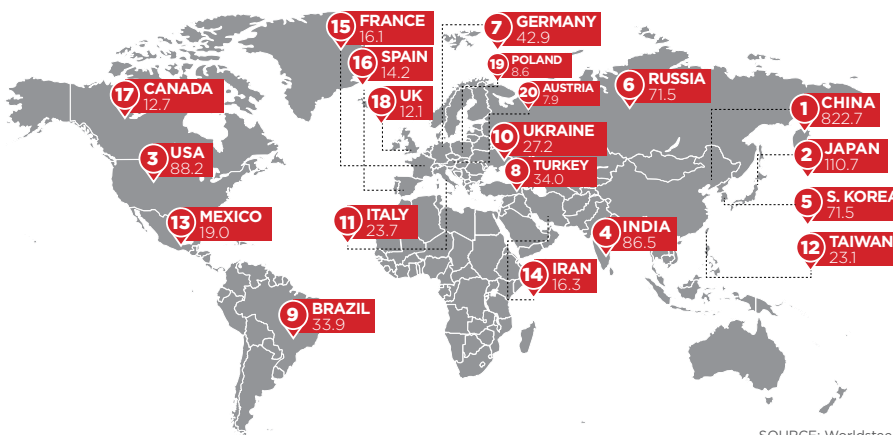 15 FRANCE
16.1
7 GERMANY
42.9
16 SPAIN
14.2
19 POLAND
8.6
6 RUSSIA
71.5
17 CANADA
12.7
18 UK
12.1
20 AUSTRIA
7.9
1 CHINA
822.7
10 UKRAINE
27.2
3 USA
88.2
8 TURKEY
34.0
2 JAPAN
110.7
13 MEXICO
19.0
11 ITALY
23.7
4 INDIA
86.5
5 S. KOREA
71.5
12 TAIWAN
23.1
14 IRAN
16.3
9 BRAZIL
33.9
SOURCE: Worldsteel